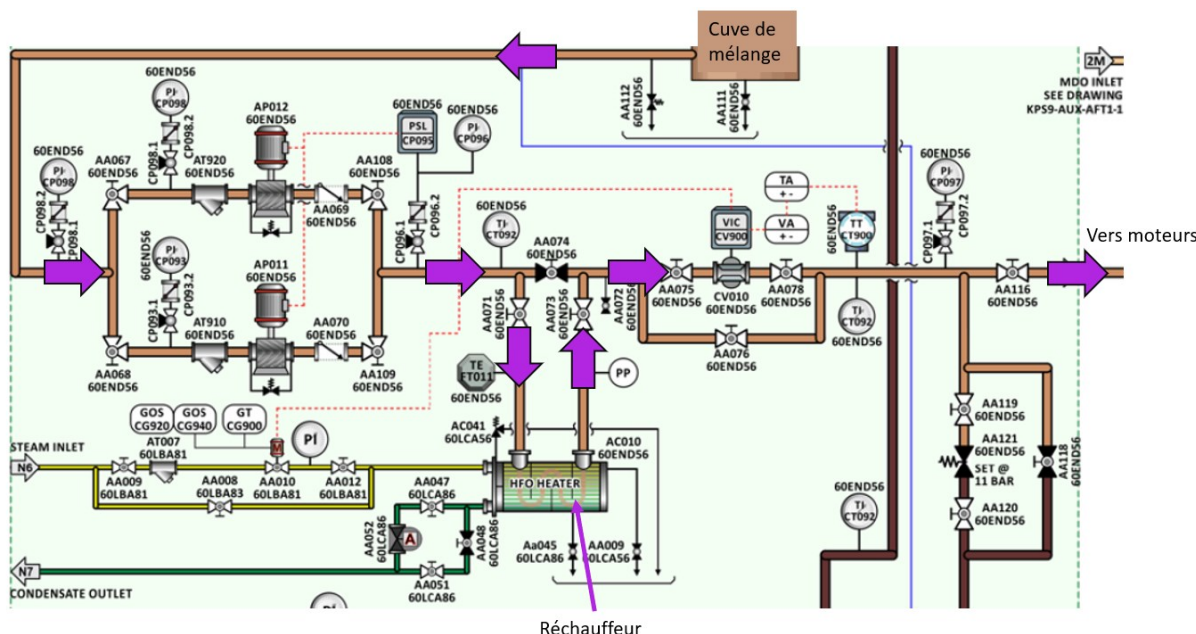 Cuve de
mélange
2M
MDO INLET
SEE DRAWING
KPS9-AUX-AFT1-1
AA112
60END56
AA111
60END56
60END56
PI
CP098
CP098.2
CP098.1
AP012
60END56
AT920
60END56
60END56
PSL
CP095
60END56
PI
CP096
60END56
PI
CP098
CP098.2
CP098.1
AA067
60END56
AA108
60END56
AA069
60END56
CP096.2
CP096.1
TA
+ -
VA
+ -
VIC
CV900
60END56
TT
CT900
60END56
PI
CP097
CP097.2
CP097.1
Vers moteurs
60END56
PI
CP093
CP093.2
CP093.1
AP011
60END56
AT910
60END56
AA070
60END56
AA068
60END56
AA109
60END56
60END56
TI
CT092
AA074
60END56
AA071
60END56
AA073
60END56
AA072
60END56
AA075
60END56
CV010
60END56
AA078
60END56
AA076
60END56
TI
CT092
60END56
AA116
60END56
TE
FT011
60END56
PP
GOS
CG920
GOS
CG940
GT
CG900
M
PI
STEAM INLET
N6
AT007
60LBA81
AA009
60LBA81
AA008
60LBA83
AA010
60LBA81
AA012
60LBA81
AC041
60LCA56
AC010
60END56
HFO HEATER
AA047
60LCA86
AA052
60LCA86
A
AA048
60LCA86
AA051
60LCA86
Aa045
60LCA86
AA009
60LCA56
N7
CONDENSATE OUTLET
60END56
TI
CT092
AA119
60END56
AA121
60END56
SET @
11 BAR
AA120
60END56
AA118
60END56
Réchauffeur